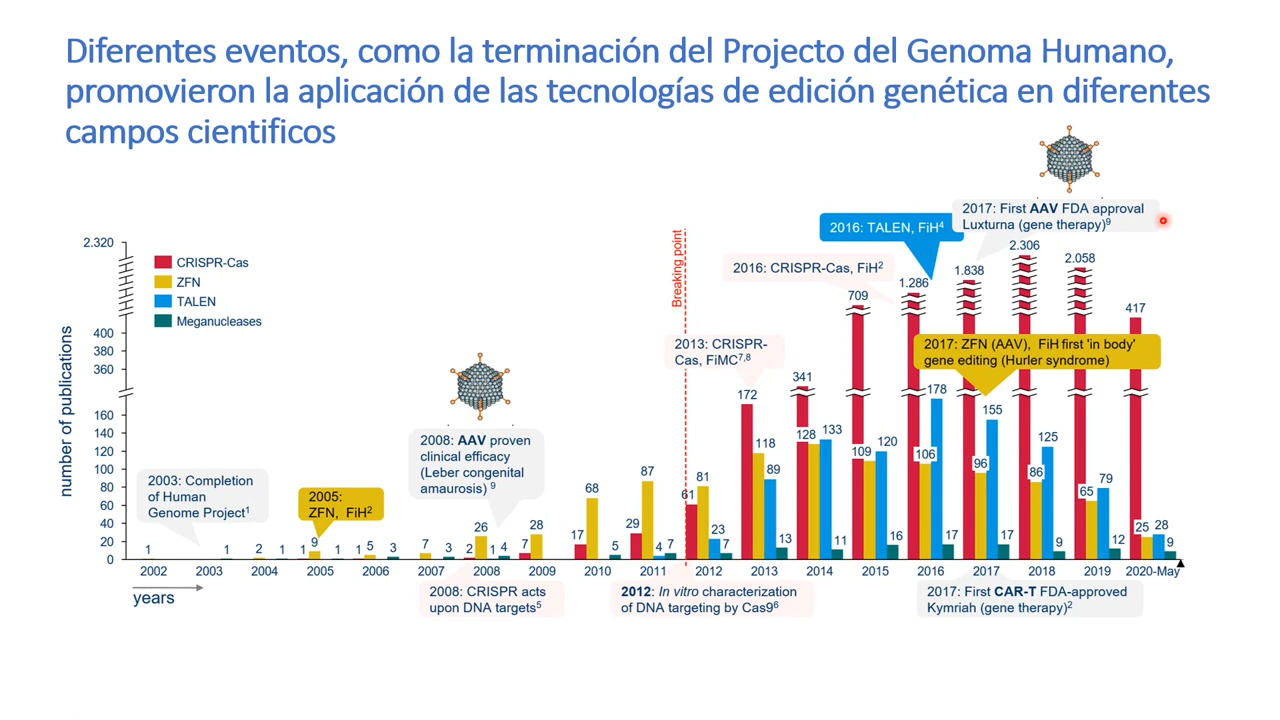 Diferentes eventos, como la terminación del Projecto del Genoma Humano,
promovieron la aplicación de las tecnologías de edición genética en diferentes
campos cientificos
2017: First AAV FDA approval
Luxturna (gene therapy)9
2016: TALEN, FiH4
2016: CRISPR-Cas, FiH2
Breaking point
2.320
CRISPR-Cas
ZFN
TALEN
Meganucleases
400
380
360
160
140
120
100
80
60
40
20
0
number of publications
2013: CRISPR-
Cas, FiMC7,8
2017: ZFN (AAV), FiH first 'in body'
gene editing (Hurler syndrome)
2008: AAV proven
clinical efficacy
(Leber congenital
amaurosis) 9
2003: Completion
of Human
Genome Project1
2005:
ZFN, FiH2
1
1
2 1
1 9 1
1 5 3
7 3
2 26 1 4
7 28
17 68 5
29 87 4 7
61 81 23 7
172 118 89 13
341 128 133 11
709 109 120 16
1.286 106 178 17
1.838 96 155 17
2.306 86 125 9
2.058 65 79 12
417 25 28 9
2002 2003 2004 2005 2006 2007 2008 2009 2010 2011 2012 2013 2014 2015 2016 2017 2018 2019 2020-May
years
2008: CRISPR acts
upon DNA targets5
2012: In vitro characterization
of DNA targeting by Cas96
2017: First CAR-T FDA-approved
Kymriah (gene therapy)2